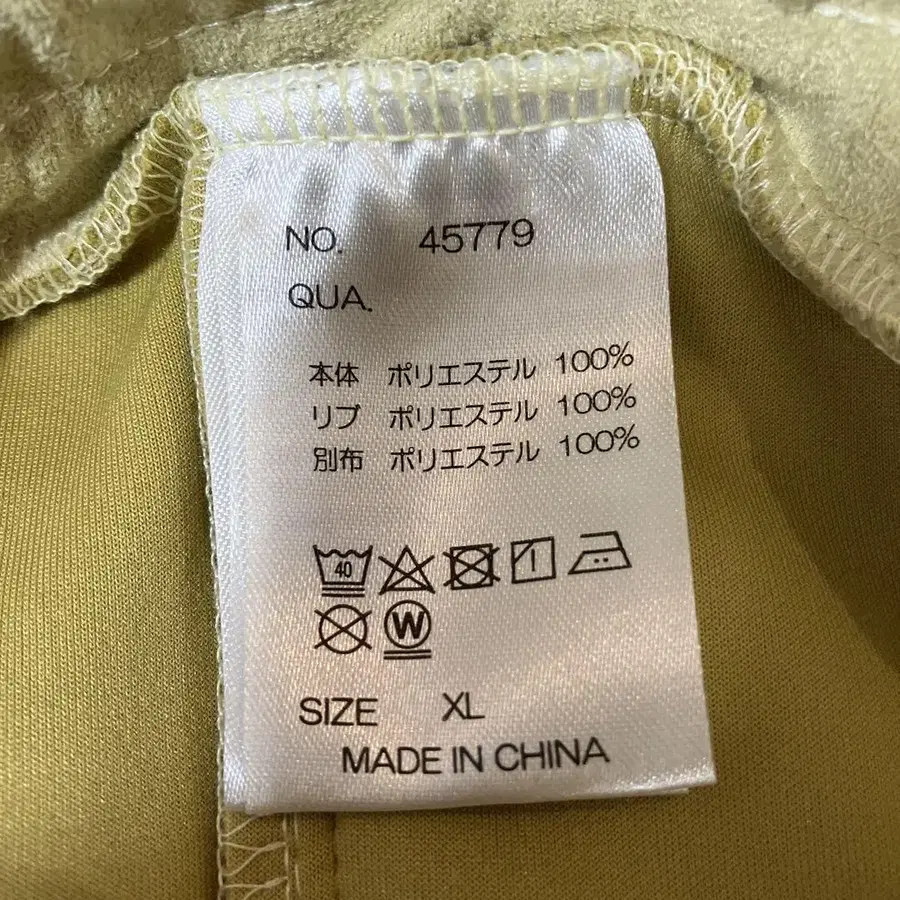 NO. 45779
QUA.
本体 ポリエステル 100%
リブ ポリエステル 100%
別布 ポリエステル 100%
40
W
SIZE XL
MADE IN CHINA